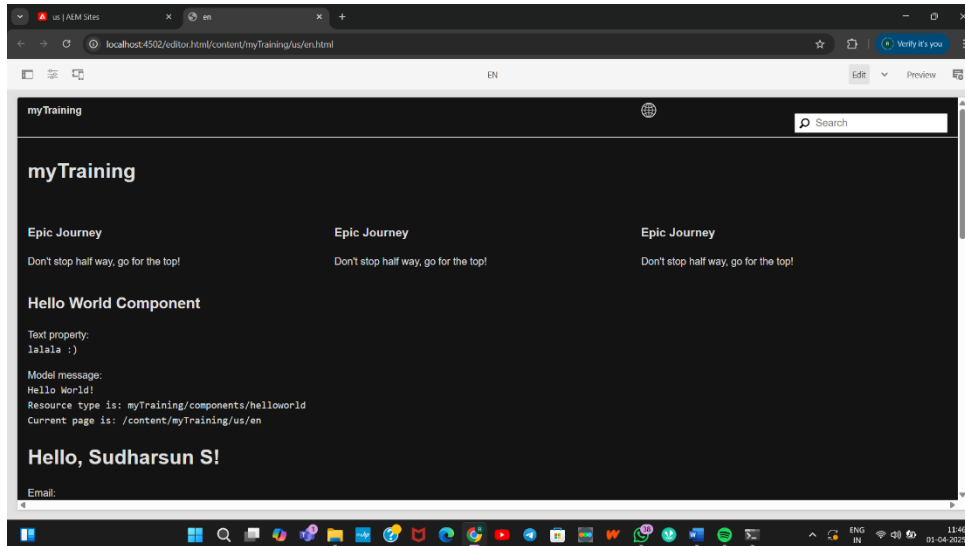 us | AEM Sites
en
localhost:4502/editor.html/content/myTraining/us/en.html
Verify it's you
EN
Edit
Preview
myTraining
Search
myTraining
Epic Journey
Epic Journey
Epic Journey
Don't stop half way, go for the top!
Don't stop half way, go for the top!
Don't stop half way, go for the top!
Hello World Component
Text property:
lalala :)
Model message:
Hello World!
Resource type is: myTraining/components/helloworld
Current page is: /content/myTraining/us/en
Hello, Sudharsun S!
Email:
38
ENG
IN
11:46
01-04-2025